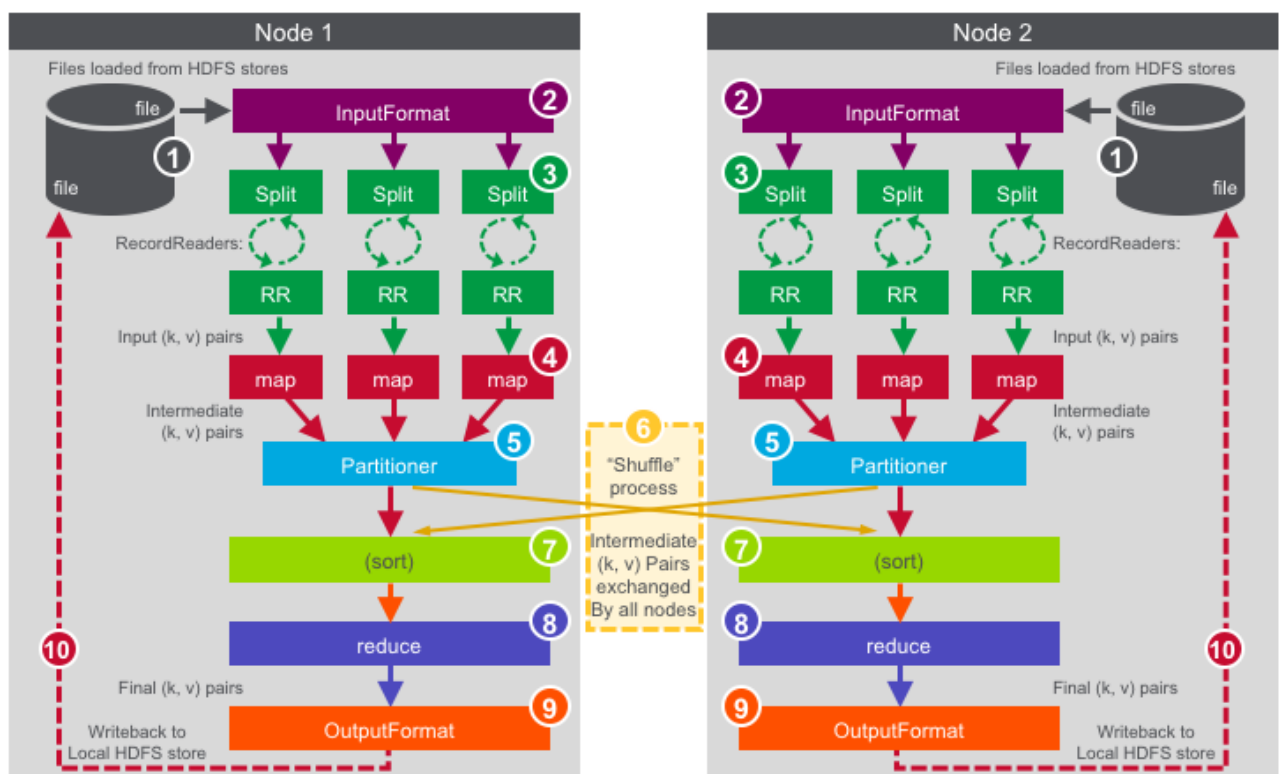 Node 1
Files loaded from HDFS stores
file
file
1
InputFormat
2
Split
Split
Split
3
RecordReaders:
RR
RR
RR
Input (k, v) pairs
map
map
map
4
Intermediate
(k, v) pairs
Partitioner
5
(sort)
7
reduce
8
10
Final (k, v) pairs
OutputFormat
9
Writeback to
Local HDFS store
6
“Shuffle”
process
Intermediate
(k, v) Pairs
exchanged
By all nodes
Node 2
Files loaded from HDFS stores
2
InputFormat
file
1
file
3
Split
Split
Split
RecordReaders:
RR
RR
RR
Input (k, v) pairs
4
map
map
map
Intermediate
(k, v) pairs
5
Partitioner
7
(sort)
8
reduce
10
Final (k, v) pairs
9
OutputFormat
Writeback to
Local HDFS store